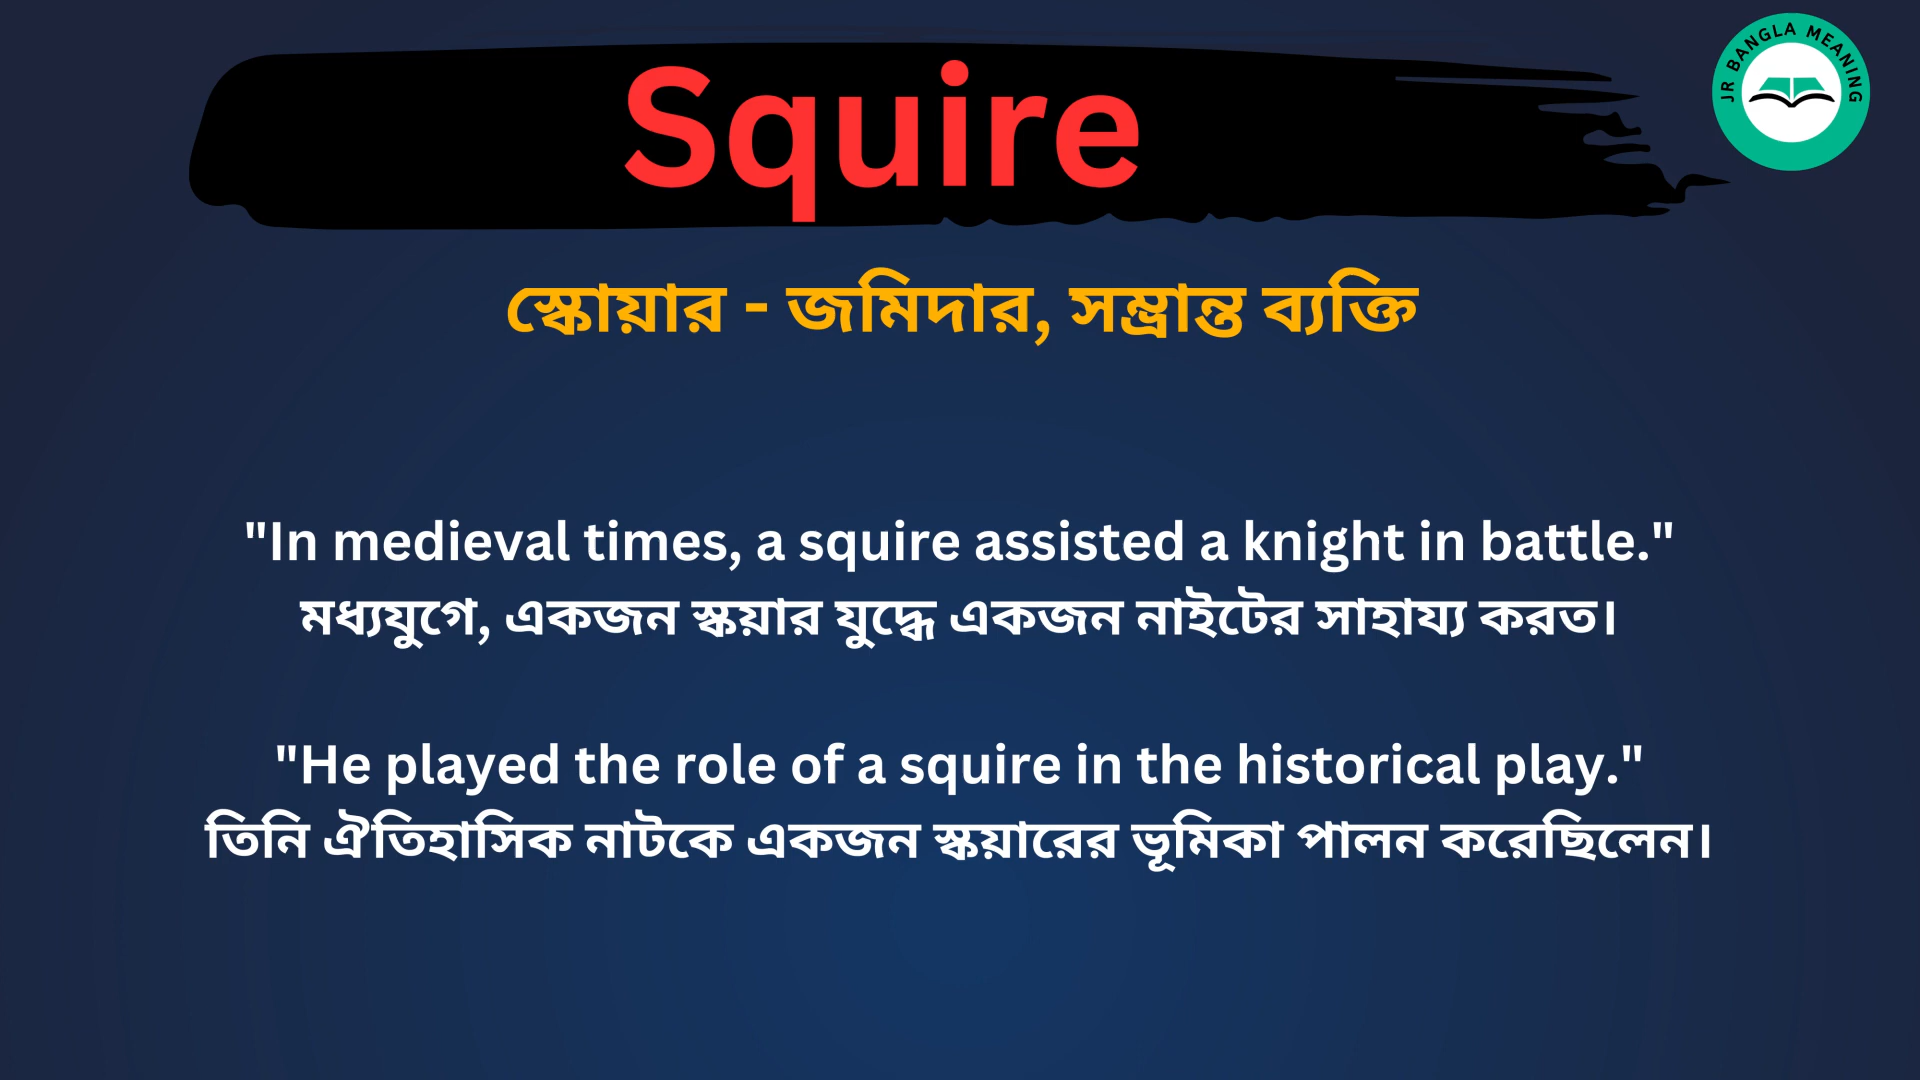 Squire
JR BANGLA MEANING
স্কোয়ার - জমিদার, সম্ভ্রান্ত ব্যক্তি
"In medieval times, a squire assisted a knight in battle."
মধ্যযুগে, একজন স্কয়ার যুদ্ধে একজন নাইটের সাহায্য করত।
"He played the role of a squire in the historical play."
তিনি ঐতিহাসিক নাটকে একজন স্কয়ারের ভূমিকা পালন করেছিলেন।